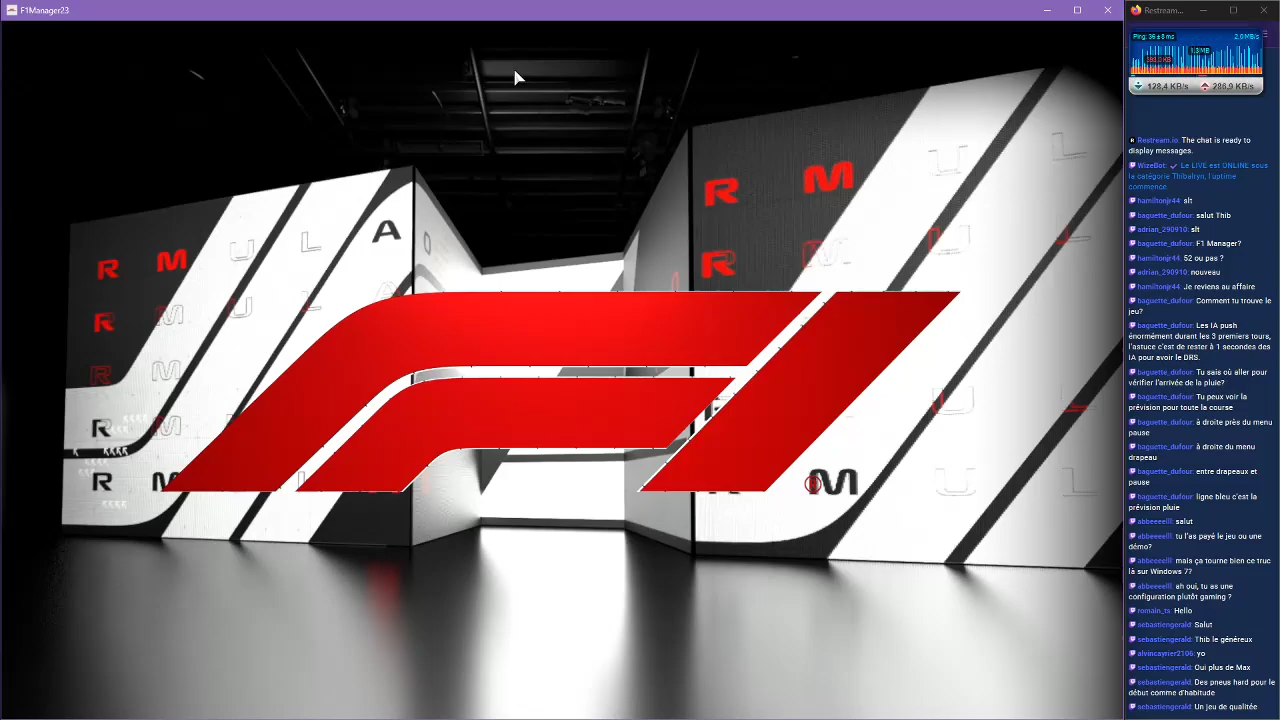 F1Manager23
R M U L
R M U L
R M U L A
R M U L A
R M
R M
R M
F1
Restream...
Ping: 36±8 ms
2,0MB/s
1,3 MB
128,4 KB/s
286,9 KB/s
Restream.io: The chat is ready to
display messages.
WizeBot: Le LIVE est ONLINE sous
la catégorie Thibalryn, l'uptime
commence.
hamiltonjr44: slt
baguette_dufour: salut Thib
adrian_290910: slt
baguette_dufour: F1 Manager?
hamiltonjr44: 52 ou pas ?
adrian_290910: nouveau
hamiltonjr44: Je reviens au affaire
baguette_dufour: Comment tu trouve le
jeu?
baguette_dufour: Les IA push
énormément durant les 3 premiers tours,
l'astuce c'est de rester à 1 secondes des
IA pour avoir le DRS.
baguette_dufour: Tu sais où aller pour
vérifier l'arrivée de la pluie?
baguette_dufour: Tu peux voir la
prévision pour toute la course
baguette_dufour: à droite près du menu
pause
baguette_dufour: à droite du menu
drapeau
baguette_dufour: entre drapeaux et
pause
baguette_dufour: ligne bleu c'est la
prévision pluie
abbeeeelll: salut
abbeeeelll: tu l'as payé le jeu ou une
démo?
abbeeeelll: mais ça tourne bien ce truc
là sur Windows 7?
abbeeeelll: ah oui, tu as une
configuration plutôt gaming ?
romain_ts: Hello
sebastiengerald: Salut
sebastiengerald: Thib le généreux
alvincayrier2106: yo
sebastiengerald: Oui plus de Max
sebastiengerald: Des pneus hard pour le
début comme d'habitude
sebastiengerald: Un jeu de qualitée